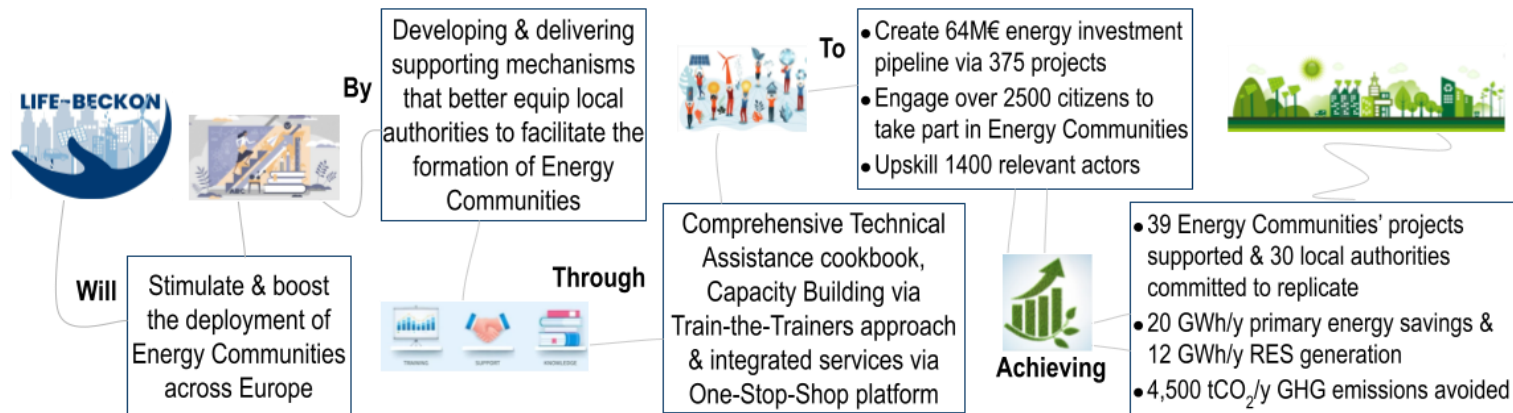 LIFE-BECKON
Will
Stimulate & boost
the deployment of
Energy Communities
across Europe
ABC
By
Developing & delivering
supporting mechanisms
that better equip local
authorities to facilitate the
formation of Energy
Communities
TRAINING
SUPPORT
KNOWLEDGE
Through
Comprehensive Technical
Assistance cookbook,
Capacity Building via
Train-the-Trainers approach
& integrated services via
One-Stop-Shop platform
To
• Create 64M€ energy investment
pipeline via 375 projects
• Engage over 2500 citizens to
take part in Energy Communities
• Upskill 1400 relevant actors
Achieving
• 39 Energy Communities’ projects
supported & 30 local authorities
committed to replicate
• 20 GWh/y primary energy savings &
12 GWh/y RES generation
• 4,500 tCO₂/y GHG emissions avoided